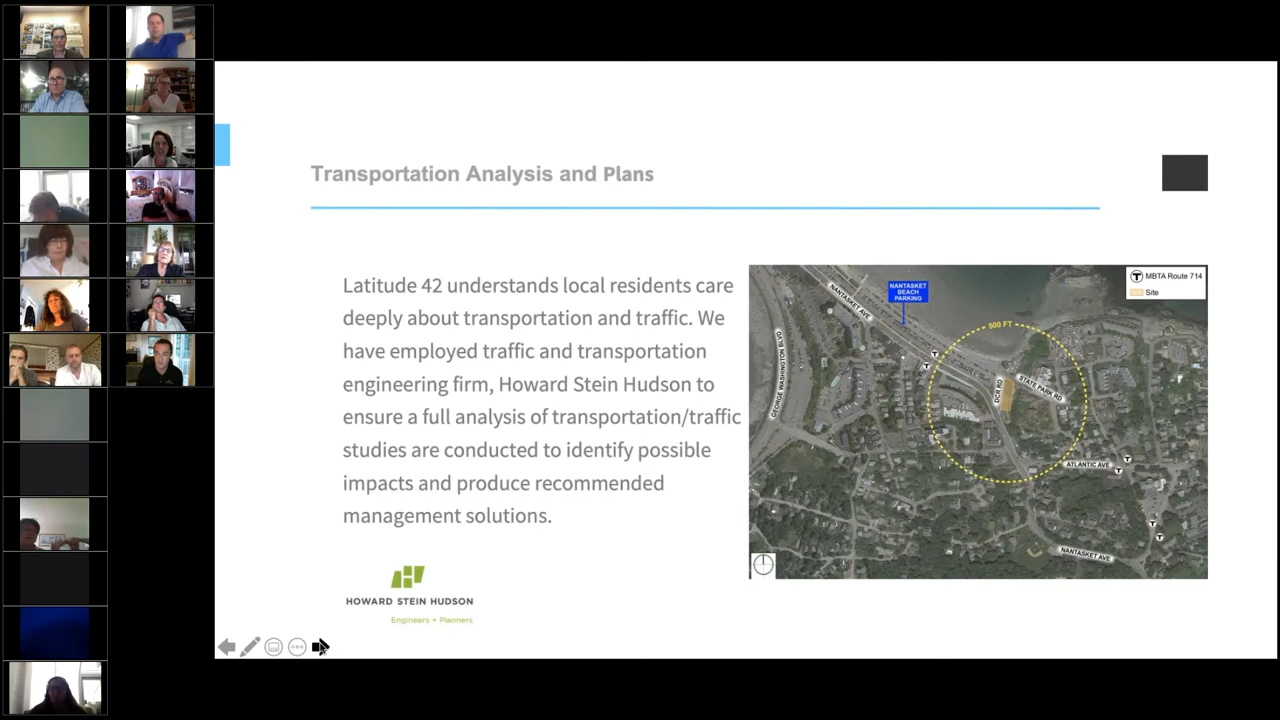 Transportation Analysis and Plans
Latitude 42 understands local residents care
deeply about transportation and traffic. We
have employed traffic and transportation
engineering firm, Howard Stein Hudson to
ensure a full analysis of transportation/traffic
studies are conducted to identify possible
impacts and produce recommended
management solutions.
HOWARD STEIN HUDSON
Engineers + Planners
T MBTA Route 714
Site
NANTASKET
BEACH
PARKING
NANTASKET AVE
GEORGE WASHINGTON BLVD
500 FT
T
T
DCR RD
STATE PARK RD
ATLANTIC AVE
T
T
T
T
NANTASKET AVE